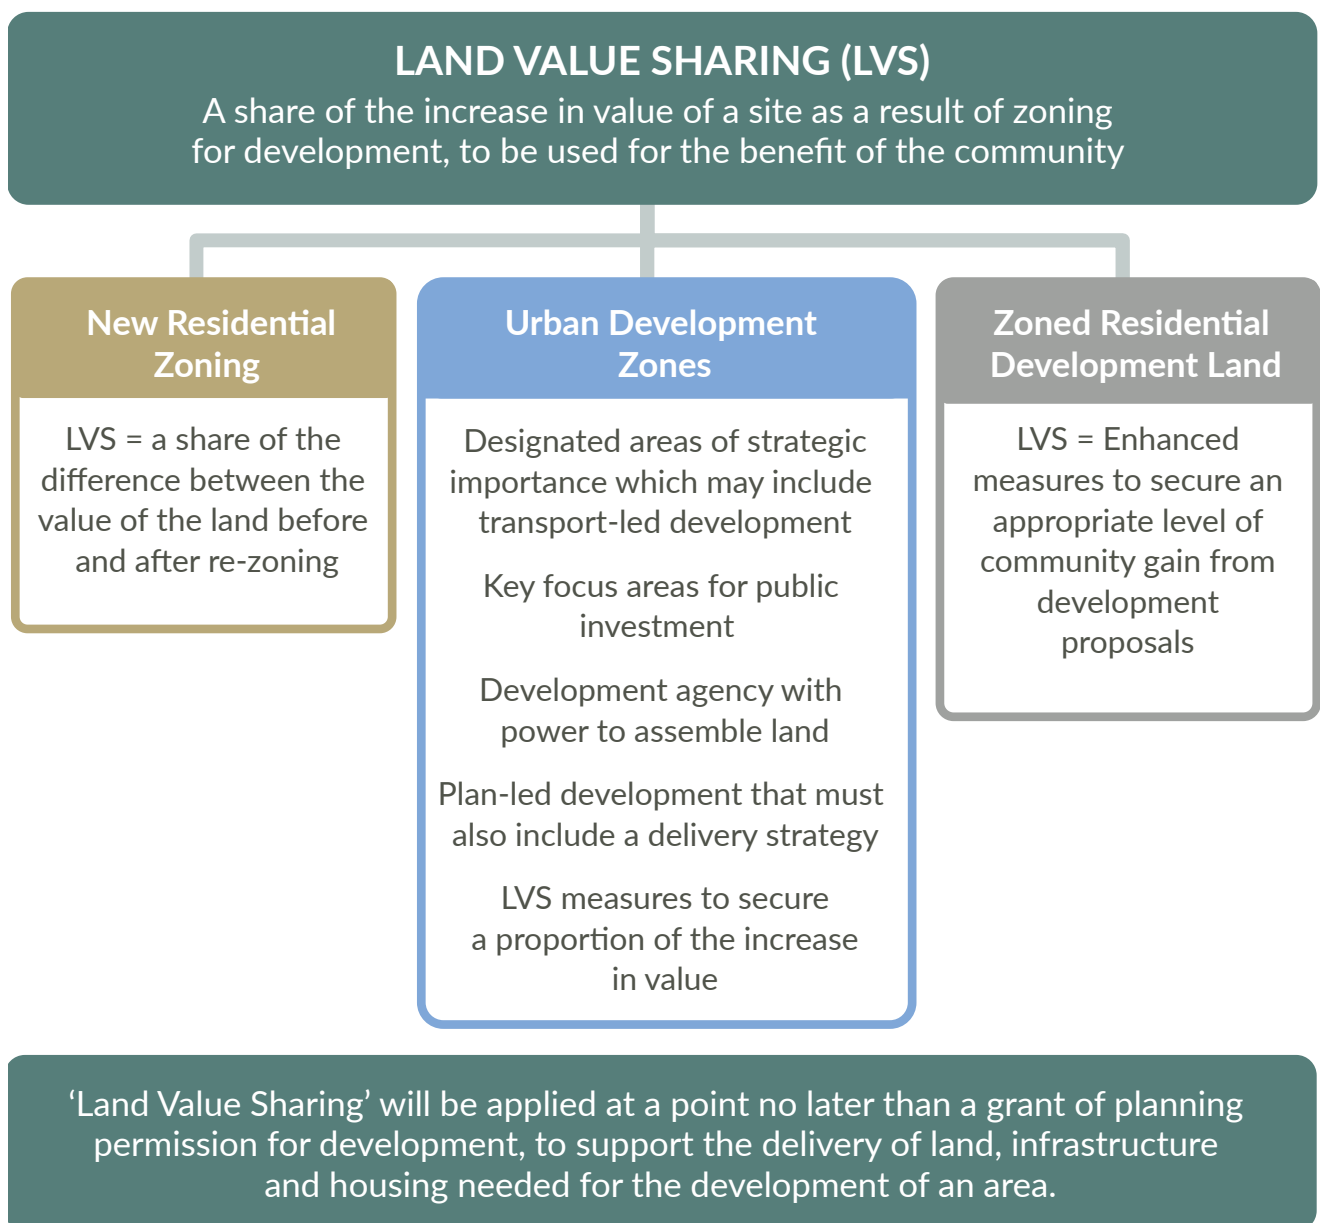 LAND VALUE SHARING (LVS)
A share of the increase in value of a site as a result of zoning
for development, to be used for the benefit of the community
New Residential
Zoning
LVS = a share of the
difference between the
value of the land before
and after re-zoning
Urban Development
Zones
Designated areas of strategic
importance which may include
transport-led development
Key focus areas for public
investment
Development agency with
power to assemble land
Plan-led development that must
also include a delivery strategy
LVS measures to secure
a proportion of the increase
in value
Zoned Residential
Development Land
LVS = Enhanced
measures to secure an
appropriate level of
community gain from
development
proposals
‘Land Value Sharing’ will be applied at a point no later than a grant of planning
permission for development, to support the delivery of land, infrastructure
and housing needed for the development of an area.